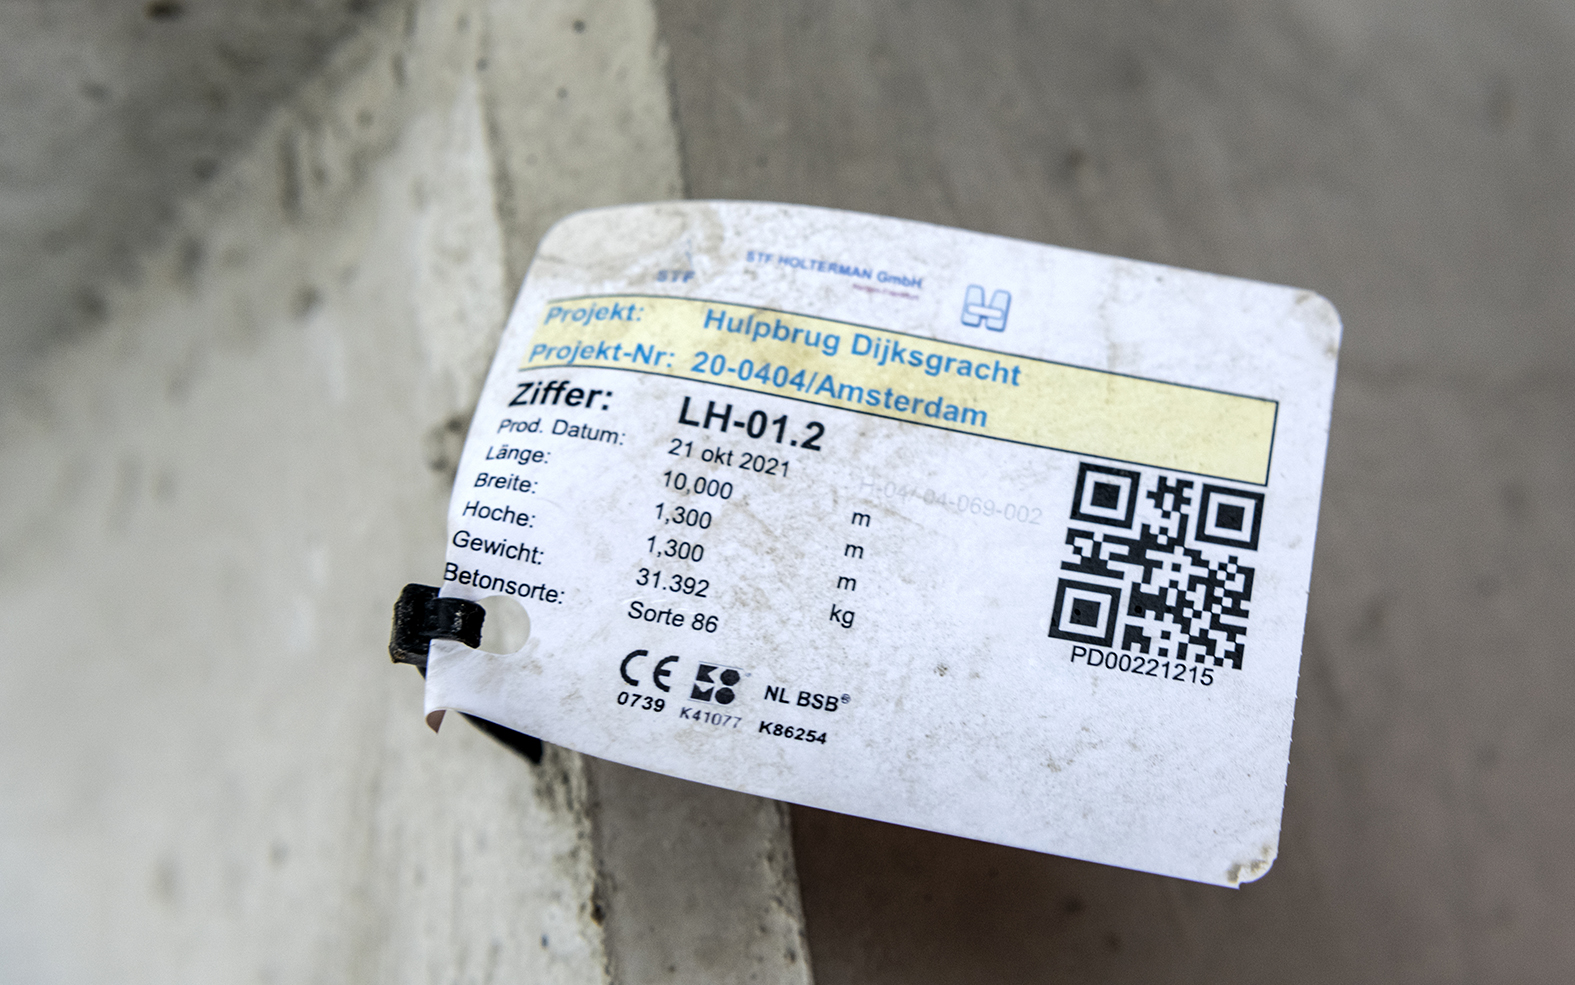 STF
STF HOLTERMAN GmbH
Projekt: Hulpbrug Dijksgracht
Projekt-Nr: 20-0404/Amsterdam
Ziffer: LH-01.2
Prod. Datum: 21 okt 2021
Länge: 10,000 m
Breite: 1,300 m
Hoche: 1,300 m
Gewicht: 31.392 kg
Betonsorte: Sorte 86
PD00221215
CE KOMO NL BSB®
0739 K41077 K86254